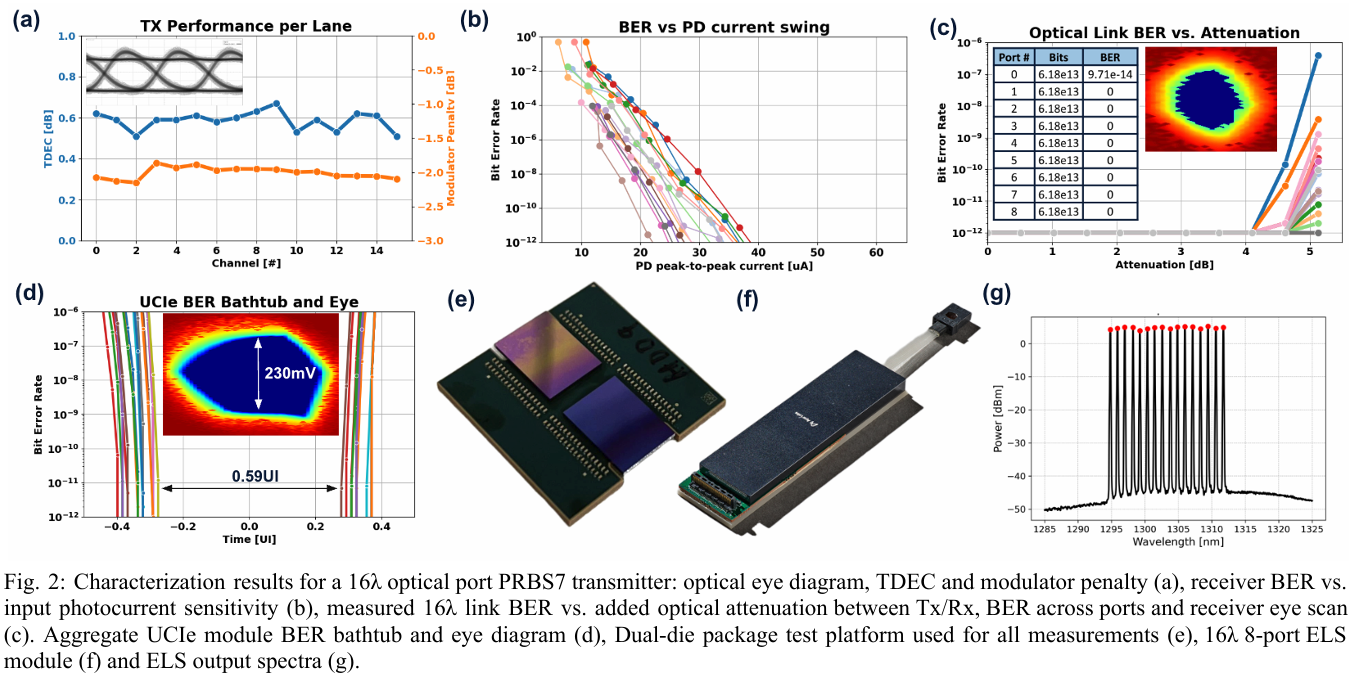 (a)
TX Performance per Lane
1.0
0.8
0.6
0.4
0.2
0.0
TDEC [dB]
0.0
−0.5
−1.0
−1.5
−2.0
−2.5
−3.0
Modulator Penalty [dB]
0 2 4 6 8 10 12 14
Channel [#]
(b)
BER vs PD current swing
10⁰
10⁻²
10⁻⁴
10⁻⁶
10⁻⁸
10⁻¹⁰
10⁻¹²
Bit Error Rate
10 20 30 40 50 60
PD peak-to-peak current [uA]
(c)
Optical Link BER vs. Attenuation
10⁻⁶
10⁻⁷
10⁻⁸
10⁻⁹
10⁻¹⁰
10⁻¹¹
10⁻¹²
Bit Error Rate
Port # Bits BER
0 6.18e13 9.71e-14
1 6.18e13 0
2 6.18e13 0
3 6.18e13 0
4 6.18e13 0
5 6.18e13 0
6 6.18e13 0
7 6.18e13 0
8 6.18e13 0
0 1 2 3 4 5
Attenuation [dB]
(d)
UCIe BER Bathtub and Eye
10⁻⁶
10⁻⁷
10⁻⁸
10⁻⁹
10⁻¹⁰
10⁻¹¹
10⁻¹²
Bit Error Rate
230mV
0.59UI
−0.4 −0.2 0.0 0.2 0.4
Time [UI]
(e)
(f)
(g)
0
−10
−20
−30
−40
−50
Power [dBm]
1285 1290 1295 1300 1305 1310 1315 1320 1325
Wavelength [nm]
Fig. 2: Characterization results for a 16λ optical port PRBS7 transmitter: optical eye diagram, TDEC and modulator penalty (a), receiver BER vs.
input photocurrent sensitivity (b), measured 16λ link BER vs. added optical attenuation between Tx/Rx, BER across ports and receiver eye scan
(c). Aggregate UCIe module BER bathtub and eye diagram (d), Dual-die package test platform used for all measurements (e), 16λ 8-port ELS
module (f) and ELS output spectra (g).